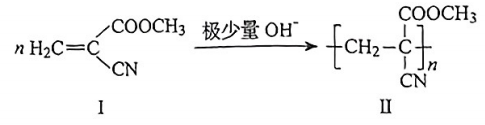 n H₂C=C COOCH₃ CN 极少量 OH⁻ [CH₂-C]n COOCH₃ CN
I II